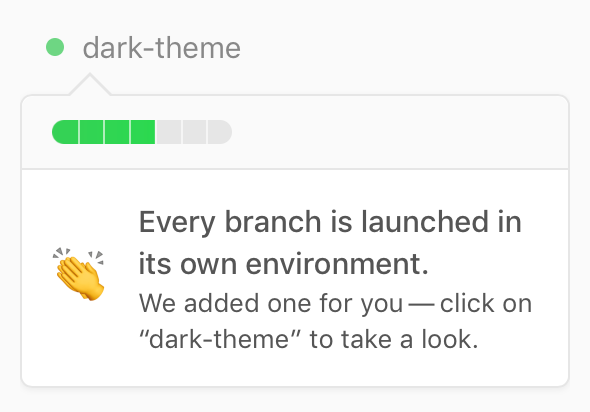 dark-theme
Every branch is launched in
its own environment.
We added one for you — click on
“dark-theme” to take a look.